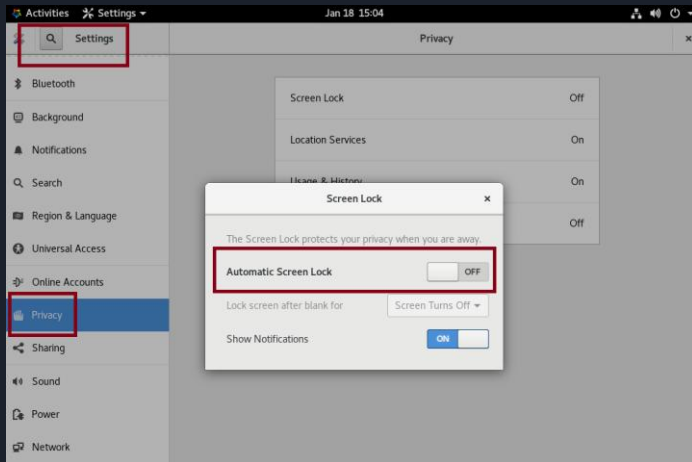 Activities Settings Jan 18 15:04
Settings Privacy ×
Bluetooth
Background
Notifications
Search
Region & Language
Universal Access
Online Accounts
Privacy
Sharing
Sound
Power
Network
Screen Lock Off
Location Services On
Usage & History On
Off
Screen Lock ×
The Screen Lock protects your privacy when you are away.
Automatic Screen Lock OFF
Lock screen after blank for Screen Turns Off
Show Notifications ON